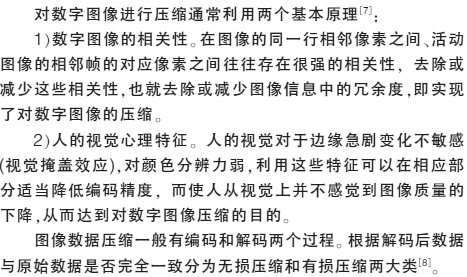 对数字图像进行压缩通常利用两个基本原理[7]:
1)数字图像的相关性。在图像的同一行相邻像素之间、活动
图像的相邻帧的对应像素之间往往存在很强的相关性，去除或
减少这些相关性,也就去除或减少图像信息中的冗余度,即实现
了对数字图像的压缩。
2)人的视觉心理特征。人的视觉对于边缘急剧变化不敏感
(视觉掩盖效应),对颜色分辨力弱,利用这些特征可以在相应部
分适当降低编码精度，而使人从视觉上并不感觉到图像质量的
下降,从而达到对数字图像压缩的目的。
图像数据压缩一般有编码和解码两个过程。根据解码后数据
与原始数据是否完全一致分为无损压缩和有损压缩两大类[8]。